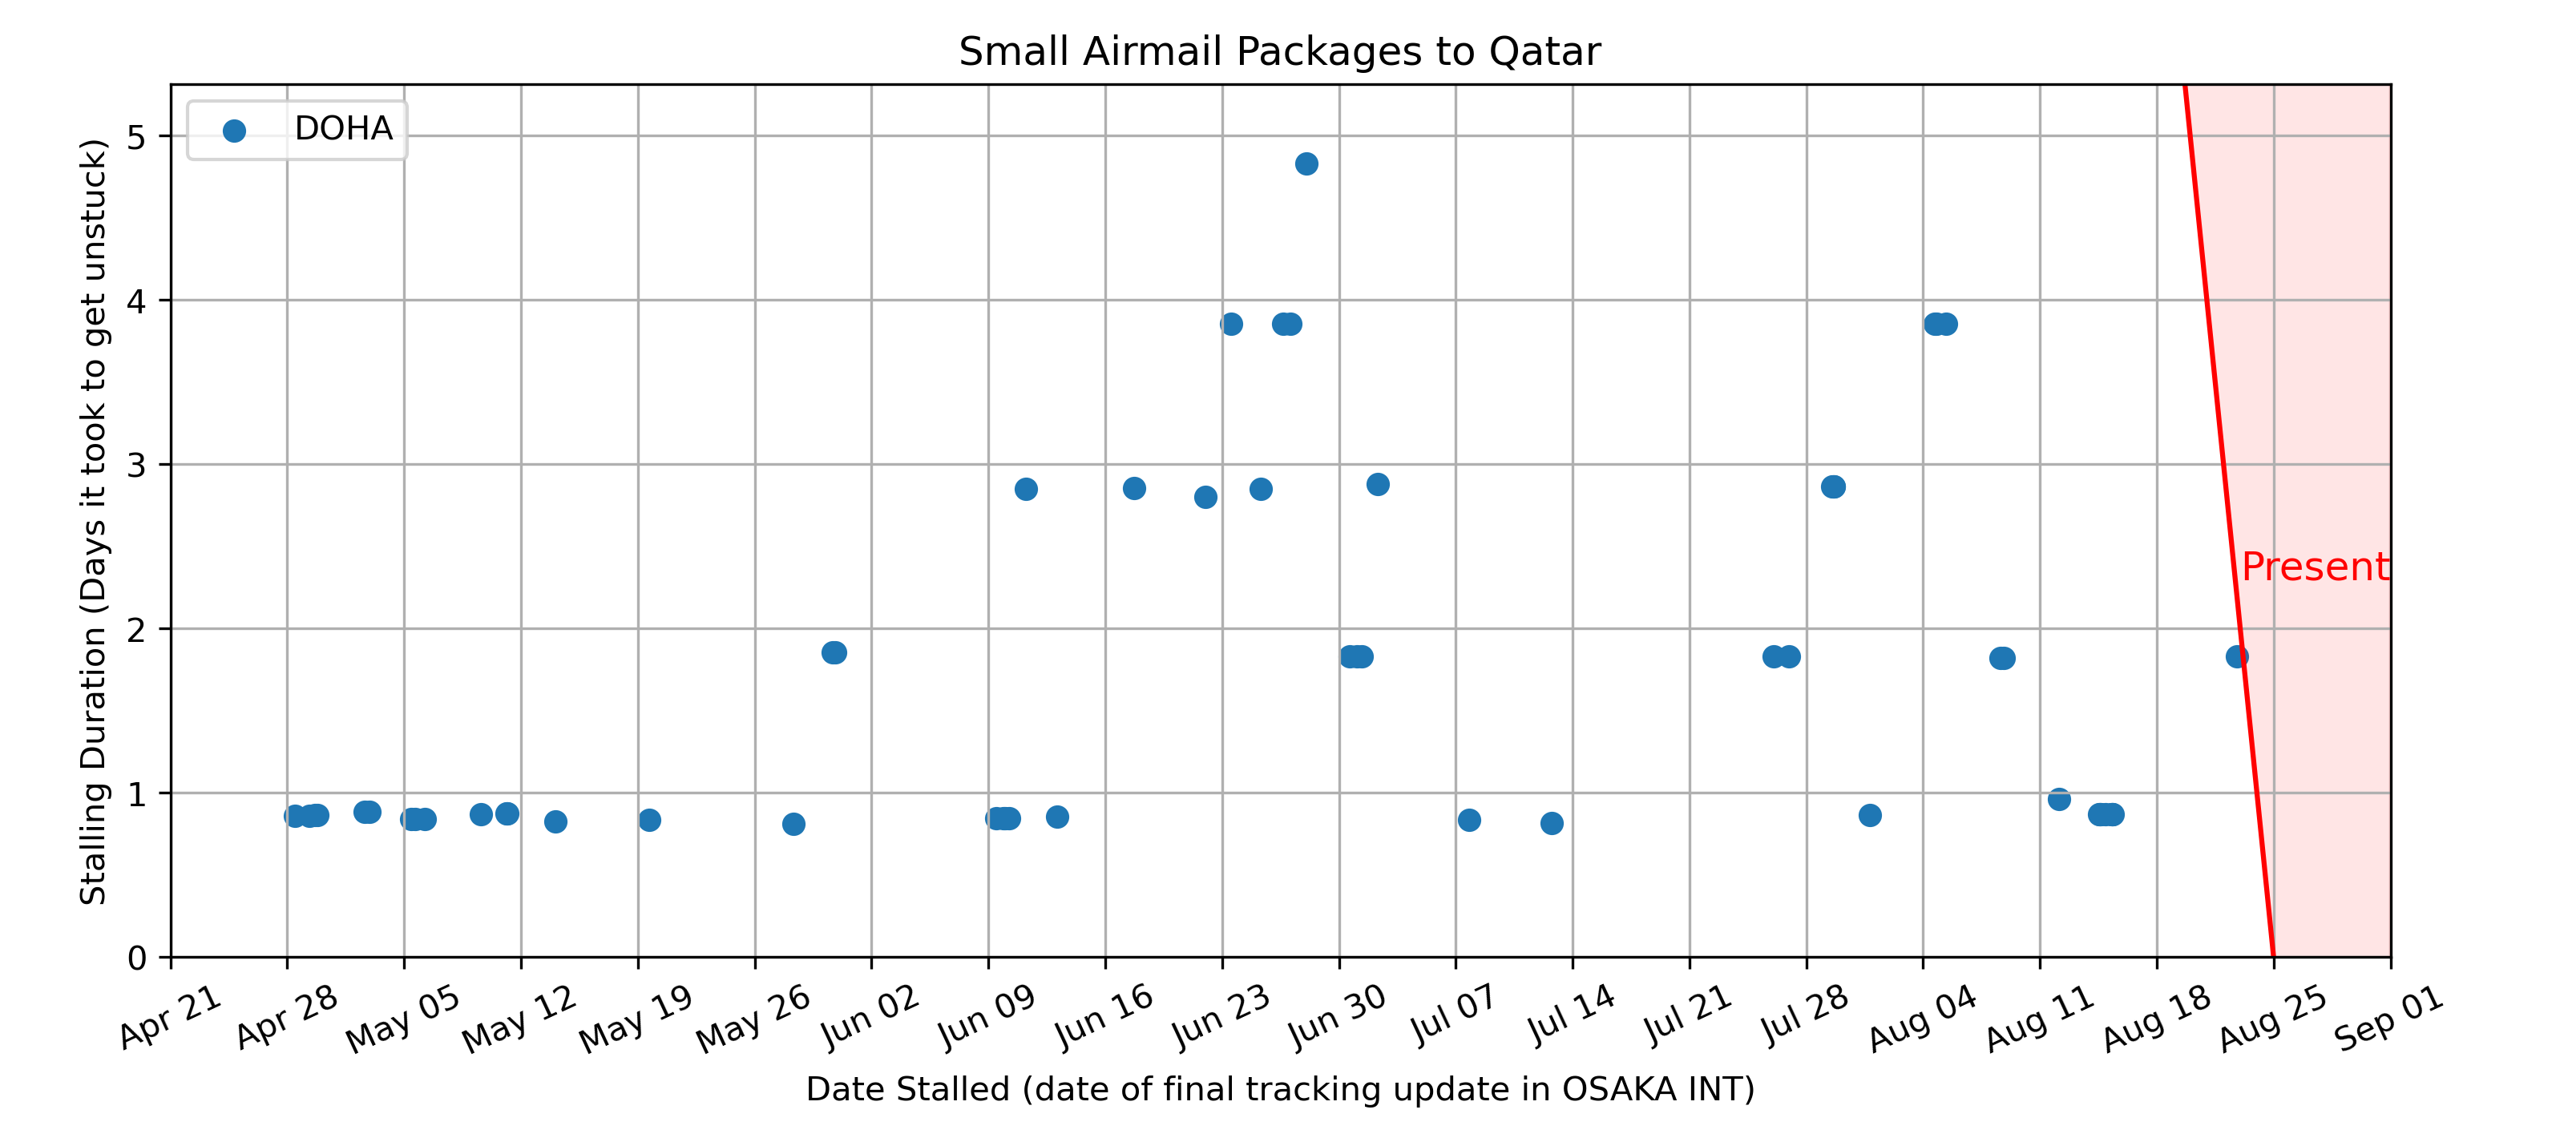 Small Airmail Packages to Qatar
DOHA
Stalling Duration (Days it took to get unstuck)
5
4
3
2
1
0
Present
Apr 21
Apr 28
May 05
May 12
May 19
May 26
Jun 02
Jun 09
Jun 16
Jun 23
Jun 30
Jul 07
Jul 14
Jul 21
Jul 28
Aug 04
Aug 11
Aug 18
Aug 25
Sep 01
Date Stalled (date of final tracking update in OSAKA INT)